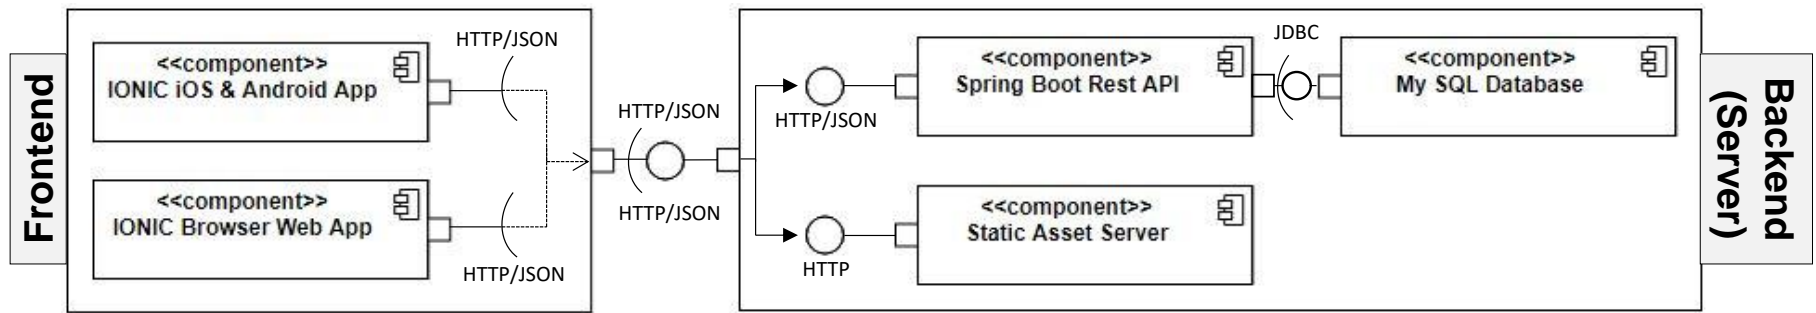 Frontend
<<component>>
IONIC iOS & Android App
HTTP/JSON
<<component>>
IONIC Browser Web App
HTTP/JSON
HTTP/JSON
HTTP/JSON
HTTP/JSON
<<component>>
Spring Boot Rest API
JDBC
<<component>>
My SQL Database
HTTP
<<component>>
Static Asset Server
Backend
(Server)